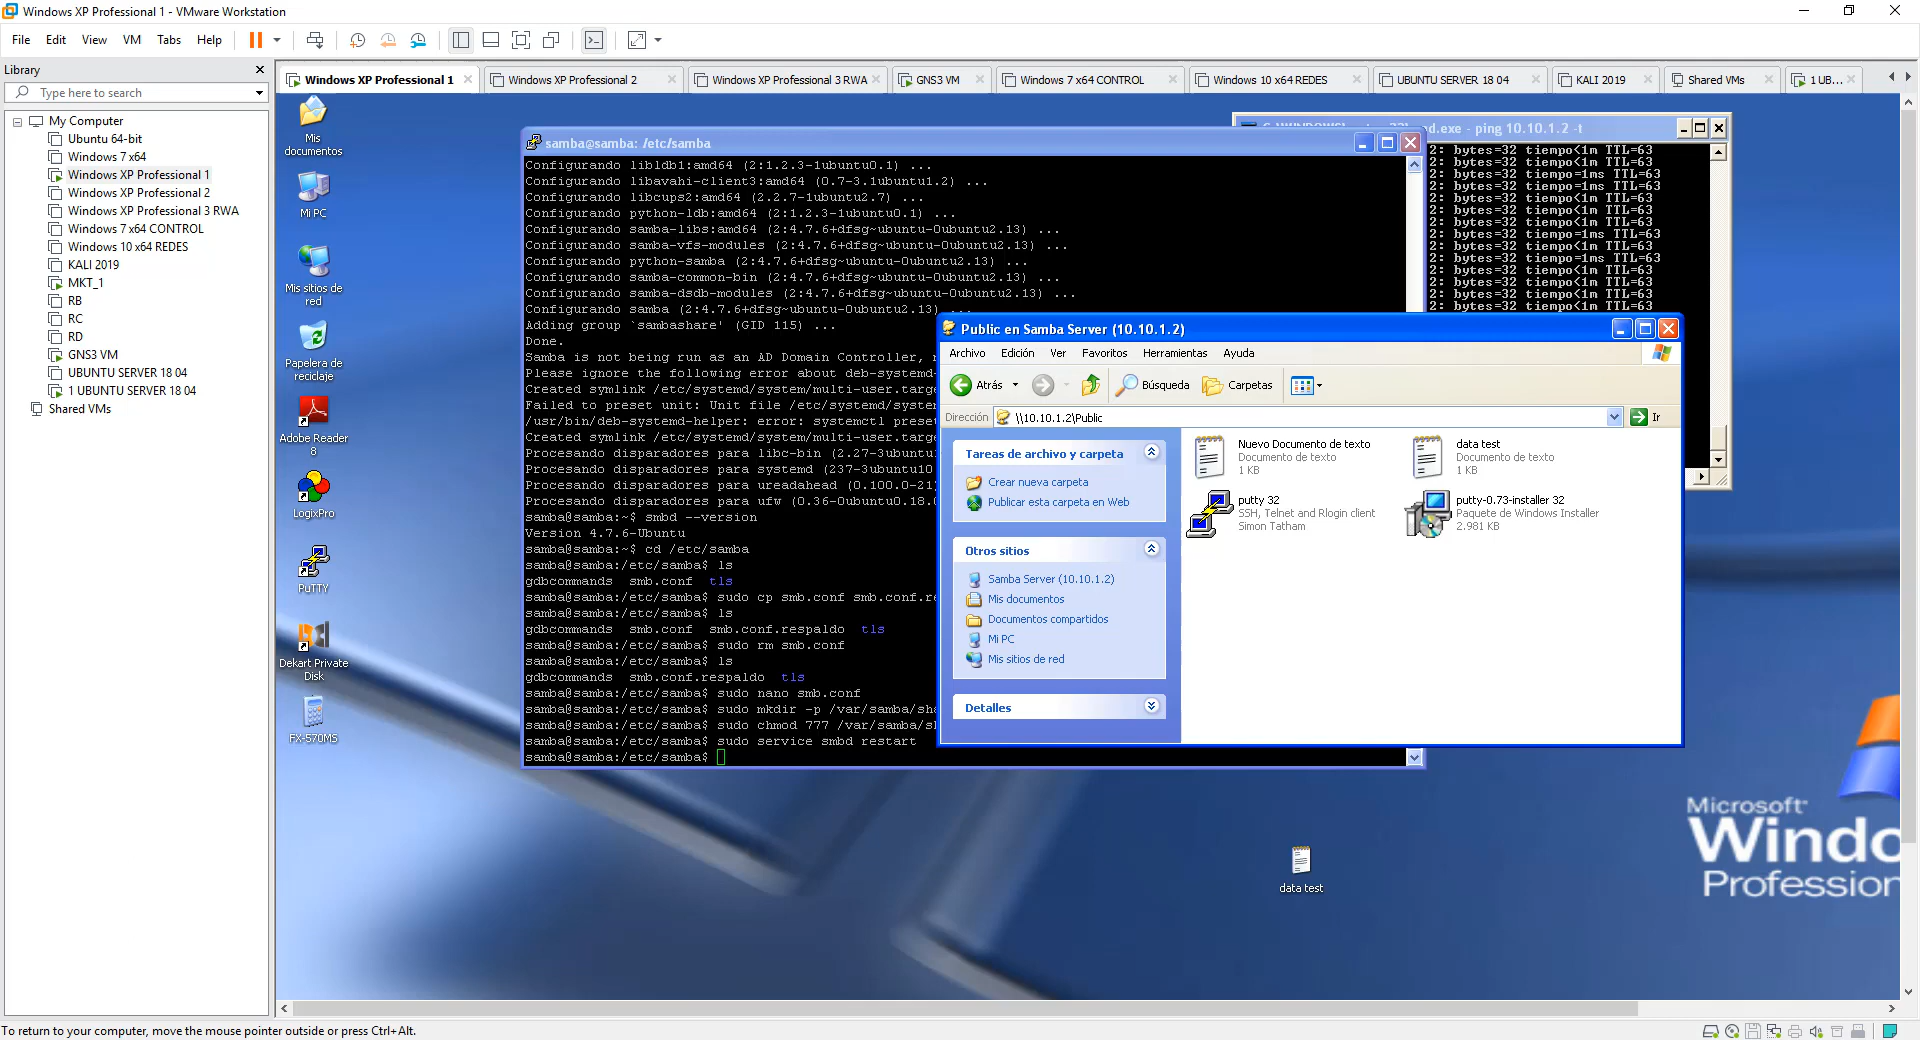 Windows XP Professional 1 - VMware Workstation
File Edit View VM Tabs Help
Library
Type here to search
My Computer
Ubuntu 64-bit
Windows 7 x64
Windows XP Professional 1
Windows XP Professional 2
Windows XP Professional 3 RWA
Windows 7 x64 CONTROL
Windows 10 x64 REDES
KALI 2019
MKT_1
RB
RC
RD
GNS3 VM
UBUNTU SERVER 18 04
1 UBUNTU SERVER 18 04
Shared VMs
Windows XP Professional 1
Windows XP Professional 2
Windows XP Professional 3 RWA
GNS3 VM
Windows 7 x64 CONTROL
Windows 10 x64 REDES
UBUNTU SERVER 18 04
KALI 2019
Shared VMs
1 UB...
Mis
documentos
Mi PC
Mis sitios de
red
Papelera de
reciclaje
Adobe Reader
8
LogixPro
PuTTY
Dekart Private
Disk
FX-570MS
samba@samba: /etc/samba
Configurando libldb1:amd64 (2:1.2.3-1ubuntu0.1) ...
Configurando libavahi-client3:amd64 (0.7-3.1ubuntu1.2) ...
Configurando libcups2:amd64 (2.2.7-1ubuntu2.7) ...
Configurando python-ldb:amd64 (2:1.2.3-1ubuntu0.1) ...
Configurando samba-libs:amd64 (2:4.7.6+dfsg~ubuntu-0ubuntu2.13) ...
Configurando samba-vfs-modules (2:4.7.6+dfsg~ubuntu-0ubuntu2.13) ...
Configurando python-samba (2:4.7.6+dfsg~ubuntu-0ubuntu2.13) ...
Configurando samba-common-bin (2:4.7.6+dfsg~ubuntu-0ubuntu2.13) ...
Configurando samba-dsdb-modules (2:4.7.6+dfsg~ubuntu-0ubuntu2.13) ...
Configurando samba (2:4.7.6+dfsg~ubuntu-0ubuntu2.13) ...
Adding group `sambashare' (GID 115) ...
Done.
Samba is not being run as an AD Domain Controller,
Please ignore the following error about deb-systemd-
Created symlink /etc/systemd/system/multi-user.targe
Failed to preset unit: Unit file /etc/systemd/system
/usr/bin/deb-systemd-helper: error: systemctl preset
Created symlink /etc/systemd/system/multi-user.targe
Procesando disparadores para libc-bin (2.27-3ubuntu1
Procesando disparadores para systemd (237-3ubuntu10
Procesando disparadores para ureadahead (0.100.0-21)
Procesando disparadores para ufw (0.36-0ubuntu0.18.0
samba@samba:~$ smbd --version
Version 4.7.6-Ubuntu
samba@samba:~$ cd /etc/samba
samba@samba:/etc/samba$ ls
gdbcommands smb.conf tls
samba@samba:/etc/samba$ sudo cp smb.conf smb.conf.re
samba@samba:/etc/samba$ ls
gdbcommands smb.conf smb.conf.respaldo tls
samba@samba:/etc/samba$ sudo rm smb.conf
samba@samba:/etc/samba$ ls
gdbcommands smb.conf.respaldo tls
samba@samba:/etc/samba$ sudo nano smb.conf
samba@samba:/etc/samba$ sudo mkdir -p /var/samba/sha
samba@samba:/etc/samba$ sudo chmod 777 /var/samba/sh
samba@samba:/etc/samba$ sudo service smbd restart
samba@samba:/etc/samba$
d.exe - ping 10.10.1.2 -t
2: bytes=32 tiempo<1m TTL=63
2: bytes=32 tiempo<1m TTL=63
2: bytes=32 tiempo=1ms TTL=63
2: bytes=32 tiempo=1ms TTL=63
2: bytes=32 tiempo<1m TTL=63
2: bytes=32 tiempo<1m TTL=63
2: bytes=32 tiempo<1m TTL=63
2: bytes=32 tiempo=1ms TTL=63
2: bytes=32 tiempo<1m TTL=63
2: bytes=32 tiempo=1ms TTL=63
2: bytes=32 tiempo<1m TTL=63
2: bytes=32 tiempo<1m TTL=63
2: bytes=32 tiempo<1m TTL=63
2: bytes=32 tiempo<1m TTL=63
Public en Samba Server (10.10.1.2)
Archivo Edición Ver Favoritos Herramientas Ayuda
Atrás Búsqueda Carpetas
Dirección \\10.10.1.2\Public Ir
Tareas de archivo y carpeta
Crear nueva carpeta
Publicar esta carpeta en Web
Otros sitios
Samba Server (10.10.1.2)
Mis documentos
Documentos compartidos
Mi PC
Mis sitios de red
Detalles
Nuevo Documento de texto
Documento de texto
1 KB
data test
Documento de texto
1 KB
putty 32
SSH, Telnet and Rlogin client
Simon Tatham
putty-0.73-installer 32
Paquete de Windows Installer
2.981 KB
data test
Microsoft
Windo
Profession
To return to your computer, move the mouse pointer outside or press Ctrl+Alt.